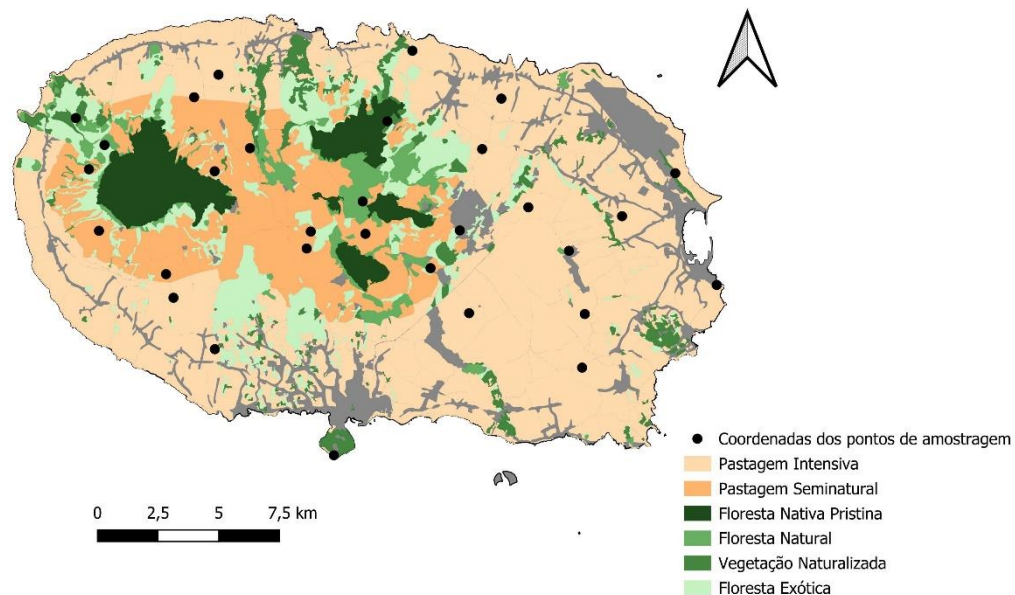 Coordenadas dos pontos de amostragem
Pastagem Intensiva
Pastagem Seminatural
Floresta Nativa Pristina
Floresta Natural
Vegetação Naturalizada
Floresta Exótica
0 2,5 5 7,5 km